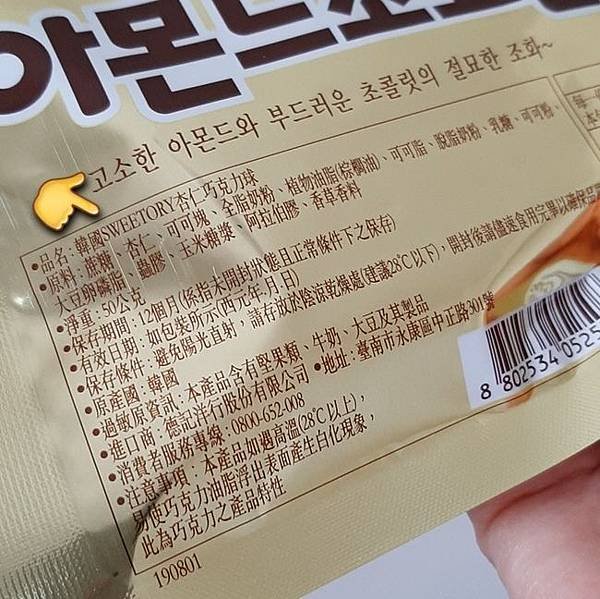 아몬드초코
고소한 아몬드와 부드러운 초콜릿의 절묘한 조화~
•品名：韓國SWEETORY杏仁巧克力球
•原料：蔗糖、杏仁、可可塊、全脂奶粉、植物油脂(棕櫚油)、可可脂、脫脂奶粉、乳糖、可可粉、
大豆卵磷脂、蟲膠、玉米糖漿、阿拉伯膠、香草香料
•淨重：50公克
•保存期間：12個月(係指未開封狀態且正常條件下之保存)
•有效日期：如包裝所示(西元年.月.日)
•保存條件：避免陽光直射，請存放於陰涼乾燥處(建議28℃以下)，開封後請儘速食用完畢以確保品
•原產國：韓國
•過敏原資訊：本產品含有堅果類、牛奶、大豆及其製品
•進口商：德記洋行股份有限公司 •地址：臺南市永康區中正路301號
•消費者服務專線：0800-652-008
•注意事項：本產品如遇高溫(28℃以上)，
易使巧克力油脂浮出表面產生白化現象，
此為巧克力之產品特性
190801
8 802534 0525